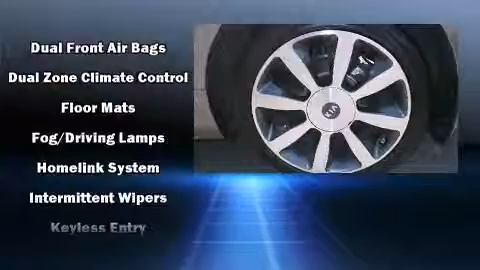 Dual Front Air Bags
Dual Zone Climate Control
Floor Mats
Fog/Driving Lamps
Homelink System
Intermittent Wipers
Keyless Entry
KIA